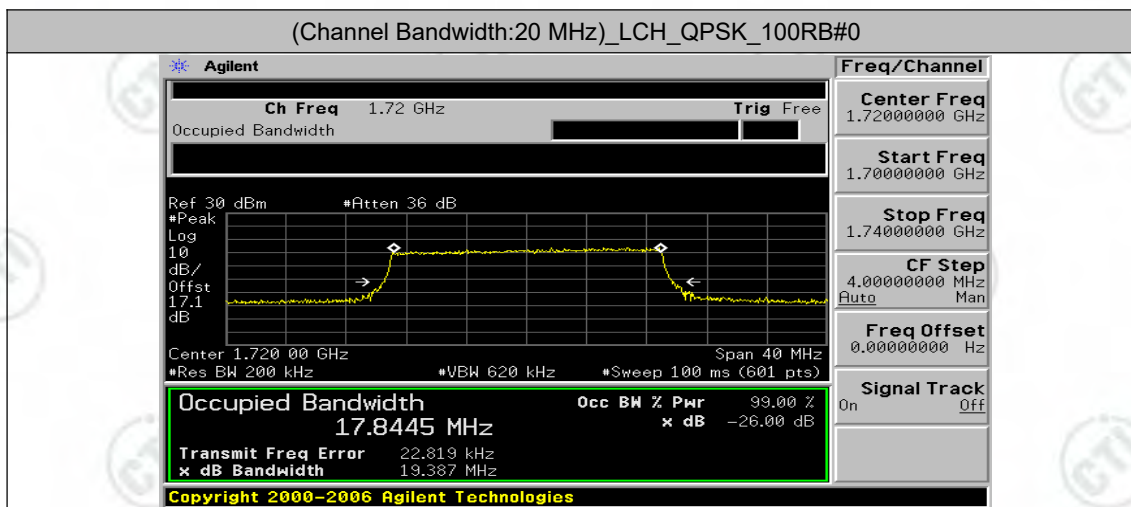 (Channel Bandwidth:20 MHz)_LCH_QPSK_100RB#0
Agilent
Freq/Channel
Ch Freq 1.72 GHz Trig Free
Occupied Bandwidth
Center Freq
1.72000000 GHz
Start Freq
1.70000000 GHz
Stop Freq
1.74000000 GHz
CF Step
4.00000000 MHz
Auto Man
Freq Offset
0.00000000 Hz
Signal Track
On Off
Ref 30 dBm #Atten 36 dB
#Peak
Log
10
dB/
Offst
17.1
dB
Center 1.720 00 GHz Span 40 MHz
#Res BW 200 kHz #VBW 620 kHz #Sweep 100 ms (601 pts)
Occupied Bandwidth Occ BW % Pwr 99.00 %
17.8445 MHz x dB -26.00 dB
Transmit Freq Error 22.819 kHz
x dB Bandwidth 19.387 MHz
Copyright 2000-2006 Agilent Technologies